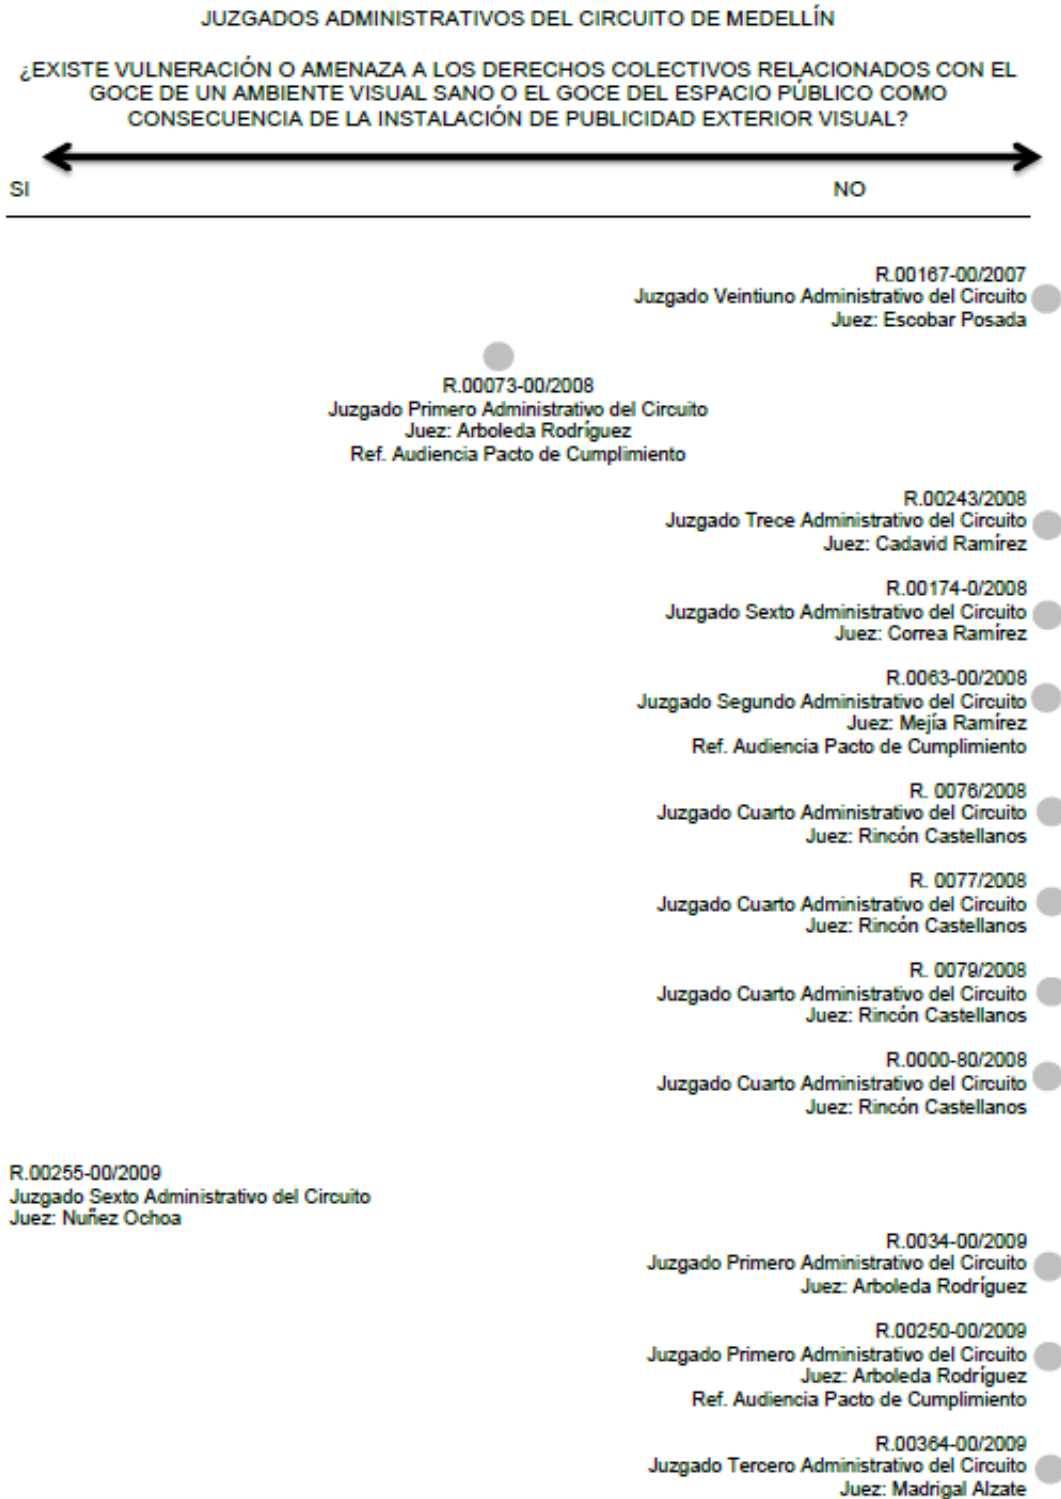 JUZGADOS ADMINISTRATIVOS DEL CIRCUITO DE MEDELLÍN
¿EXISTE VULNERACIÓN O AMENAZA A LOS DERECHOS COLECTIVOS RELACIONADOS CON EL
GOCE DE UN AMBIENTE VISUAL SANO O EL GOCE DEL ESPACIO PÚBLICO COMO
CONSECUENCIA DE LA INSTALACIÓN DE PUBLICIDAD EXTERIOR VISUAL?
SI NO
R.00167-00/2007
Juzgado Veintiuno Administrativo del Circuito
Juez: Escobar Posada
R.00073-00/2008
Juzgado Primero Administrativo del Circuito
Juez: Arboleda Rodríguez
Ref. Audiencia Pacto de Cumplimiento
R.00243/2008
Juzgado Trece Administrativo del Circuito
Juez: Cadavid Ramírez
R.00174-0/2008
Juzgado Sexto Administrativo del Circuito
Juez: Correa Ramírez
R.0063-00/2008
Juzgado Segundo Administrativo del Circuito
Juez: Mejía Ramírez
Ref. Audiencia Pacto de Cumplimiento
R. 0076/2008
Juzgado Cuarto Administrativo del Circuito
Juez: Rincón Castellanos
R. 0077/2008
Juzgado Cuarto Administrativo del Circuito
Juez: Rincón Castellanos
R. 0079/2008
Juzgado Cuarto Administrativo del Circuito
Juez: Rincón Castellanos
R.0000-80/2008
Juzgado Cuarto Administrativo del Circuito
Juez: Rincón Castellanos
R.00255-00/2009
Juzgado Sexto Administrativo del Circuito
Juez: Nuñez Ochoa
R.0034-00/2009
Juzgado Primero Administrativo del Circuito
Juez: Arboleda Rodríguez
R.00250-00/2009
Juzgado Primero Administrativo del Circuito
Juez: Arboleda Rodríguez
Ref. Audiencia Pacto de Cumplimiento
R.00364-00/2009
Juzgado Tercero Administrativo del Circuito
Juez: Madrigal Alzate